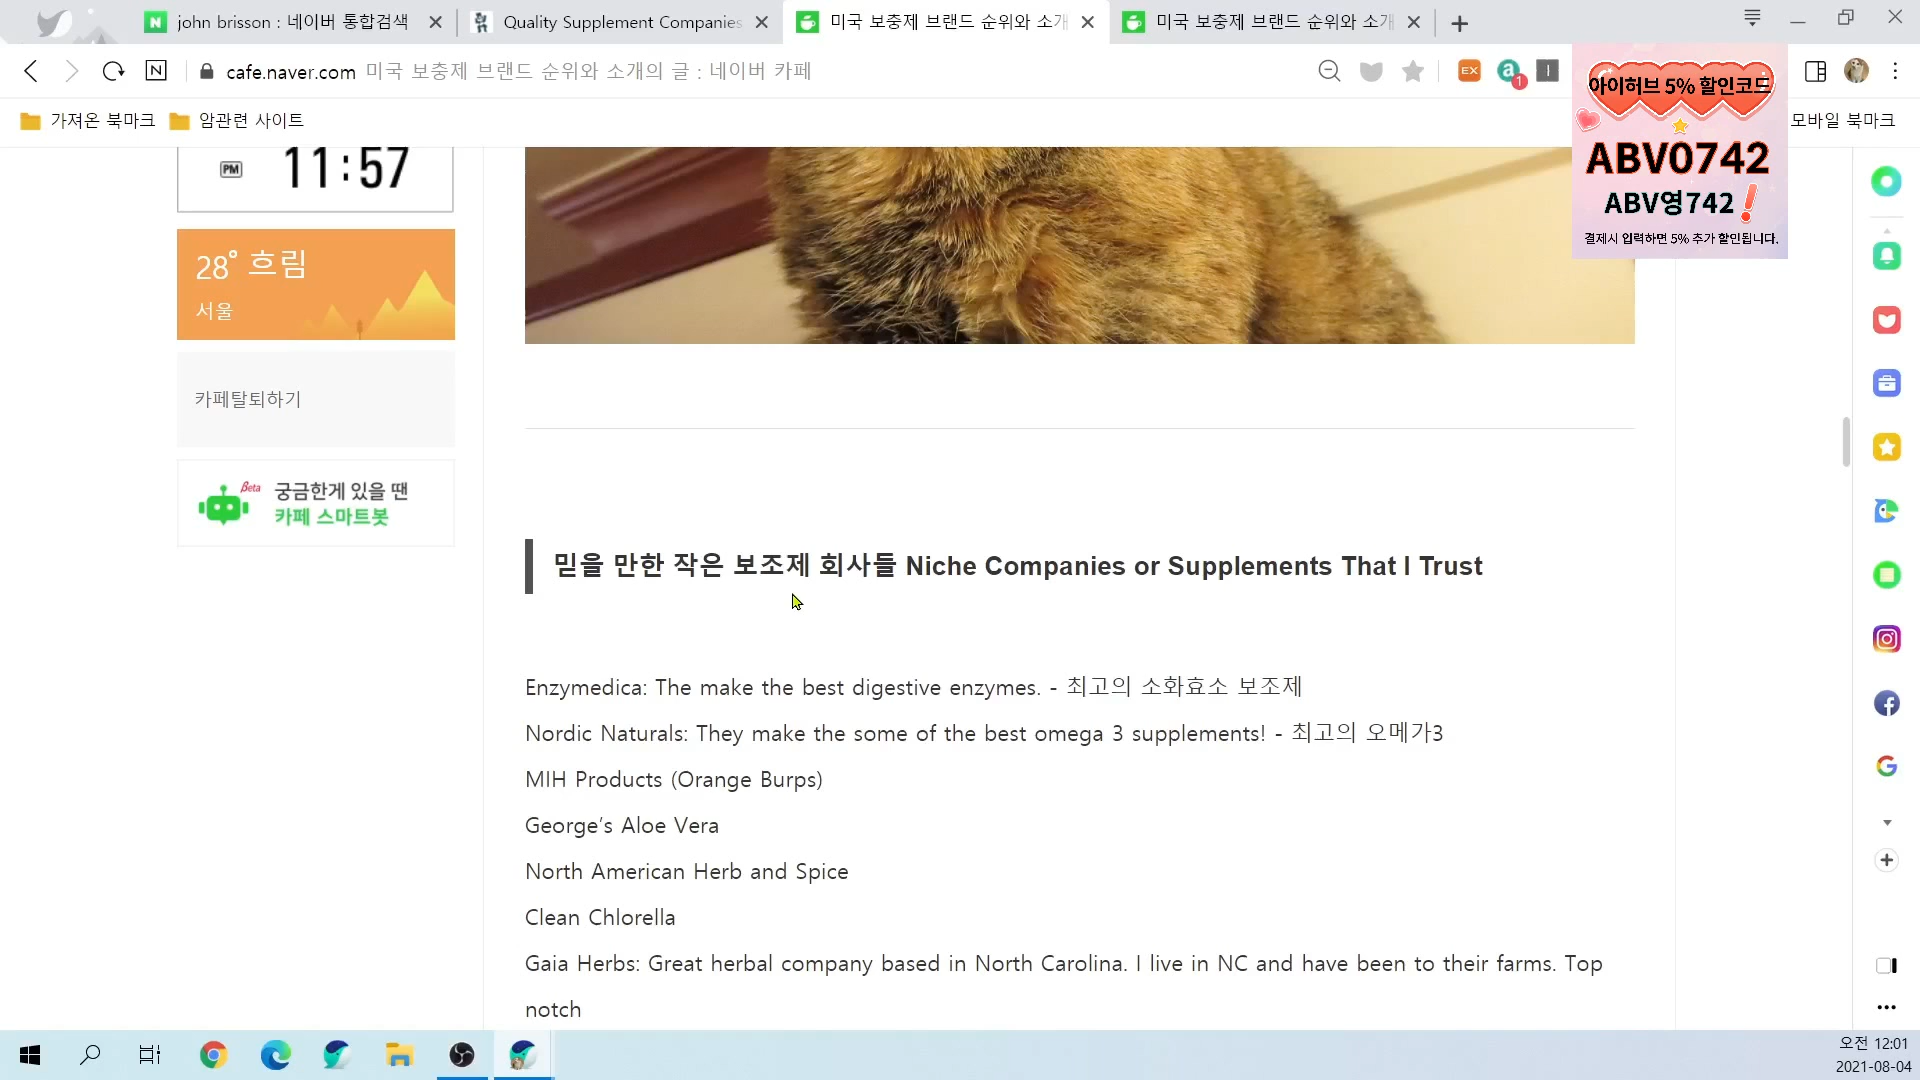 john brisson : 네이버 통합검색
Quality Supplement Companies
미국 보충제 브랜드 순위와 소개
미국 보충제 브랜드 순위와 소개
cafe.naver.com 미국 보충제 브랜드 순위와 소개의 글 : 네이버 카페
EX
1
가져온 북마크
암관련 사이트
모바일 북마크
아이허브 5% 할인코드
ABV0742
ABV영742
결제시 입력하면 5% 추가 할인됩니다.
PM 11:57
28° 흐림
서울
카페탈퇴하기
Beta
궁금한게 있을 땐
카페 스마트봇
믿을 만한 작은 보조제 회사들 Niche Companies or Supplements That I Trust
Enzymedica: The make the best digestive enzymes. - 최고의 소화효소 보조제
Nordic Naturals: They make the some of the best omega 3 supplements! - 최고의 오메가3
MIH Products (Orange Burps)
George's Aloe Vera
North American Herb and Spice
Clean Chlorella
Gaia Herbs: Great herbal company based in North Carolina. I live in NC and have been to their farms. Top
notch
오전 12:01
2021-08-04